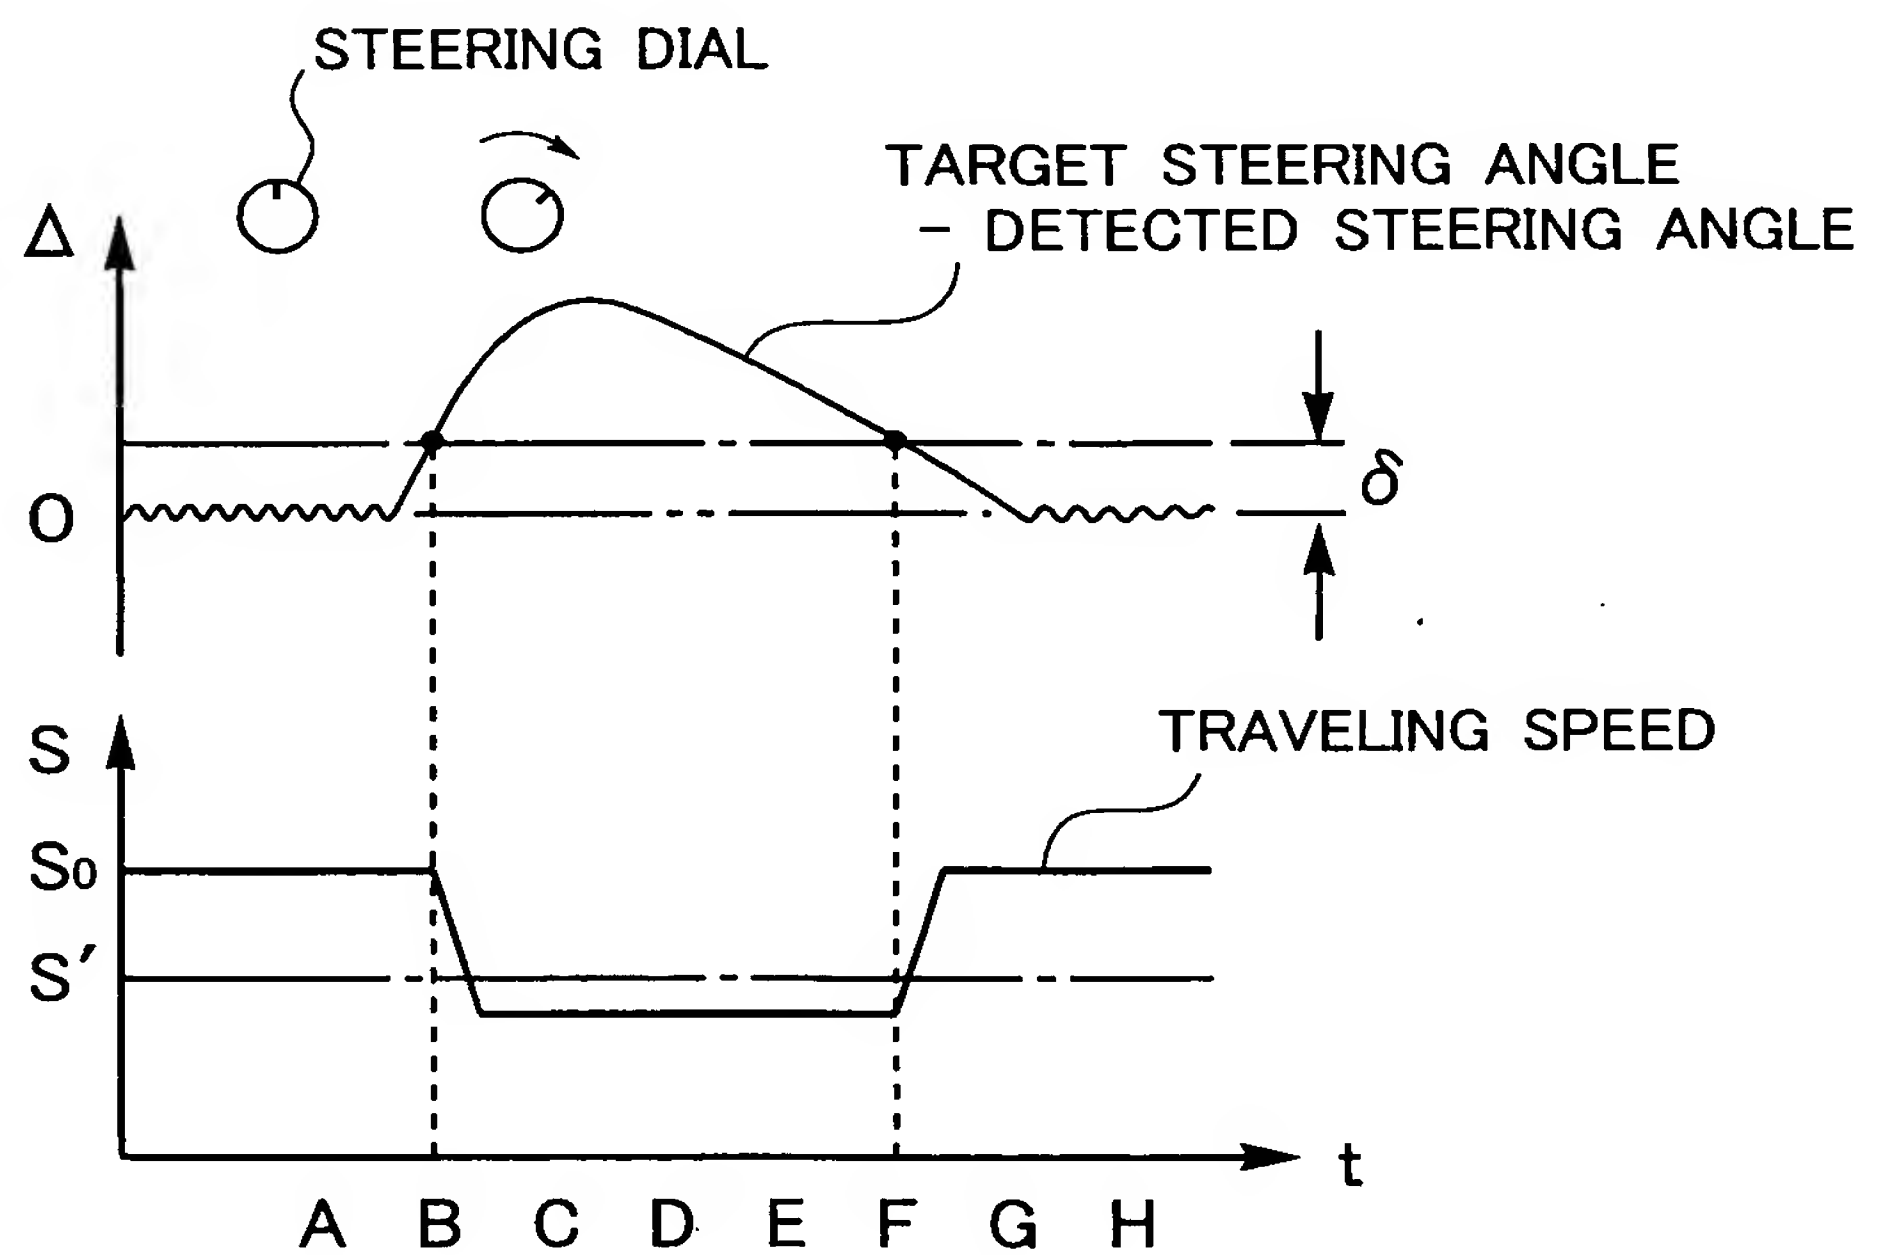 STEERING DIAL
TARGET STEERING ANGLE
- DETECTED STEERING ANGLE
Δ
O
δ
TRAVELING SPEED
S
S0
S′
t
A B C D E F G H